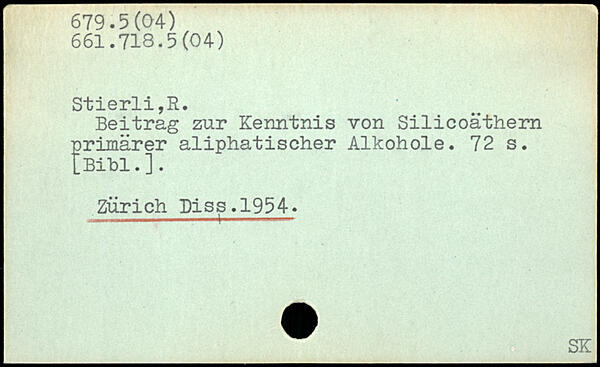 679.5(04)
661.718.5(04)
Stierli,R.
Beitrag zur Kenntnis von Silicoäthern
primärer aliphatischer Alkohole. 72 s.
[Bibl.].
Zürich Diss.1954.
SK